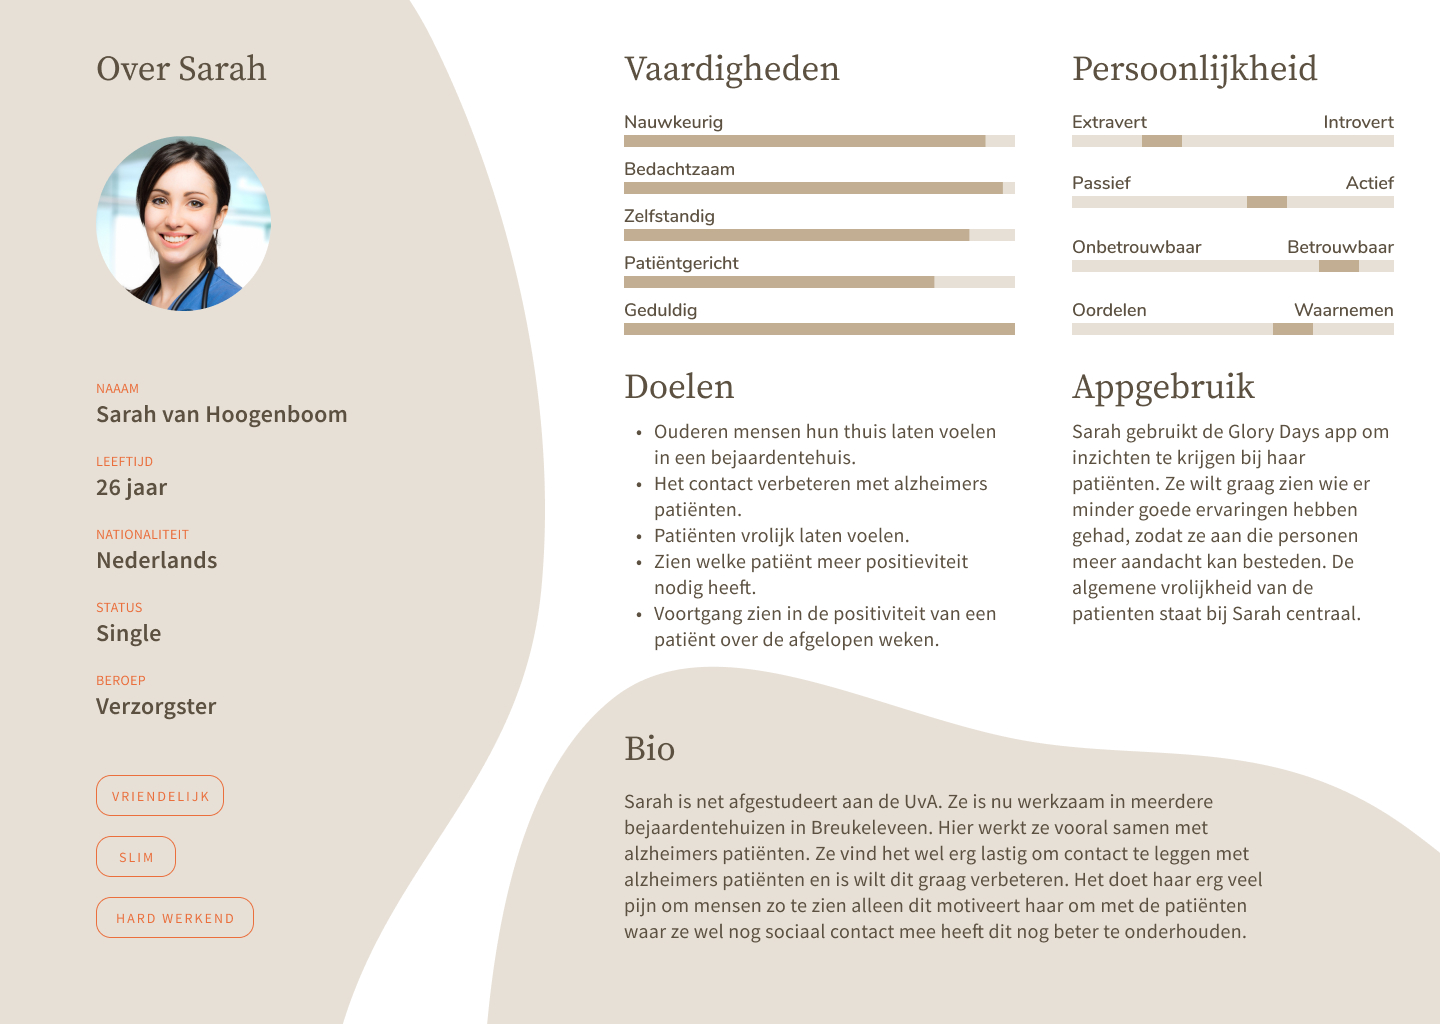 Over Sarah
NAAAM
Sarah van Hoogenboom
LEEFTIJD
26 jaar
NATIONALITEIT
Nederlands
STATUS
Single
BEROEP
Verzorgster
VRIENDELIJK
SLIM
HARD WERKEND
Vaardigheden
Nauwkeurig
Bedachtzaam
Zelfstandig
Patiëntgericht
Geduldig
Persoonlijkheid
Extravert Introvert
Passief Actief
Onbetrouwbaar Betrouwbaar
Oordelen Waarnemen
Doelen
• Ouderen mensen hun thuis laten voelen
in een bejaardentehuis.
• Het contact verbeteren met alzheimers
patiënten.
• Patiënten vrolijk laten voelen.
• Zien welke patiënt meer positieviteit
nodig heeft.
• Voortgang zien in de positiviteit van een
patiënt over de afgelopen weken.
Appgebruik
Sarah gebruikt de Glory Days app om
inzichten te krijgen bij haar
patiënten. Ze wilt graag zien wie er
minder goede ervaringen hebben
gehad, zodat ze aan die personen
meer aandacht kan besteden. De
algemene vrolijkheid van de
patienten staat bij Sarah centraal.
Bio
Sarah is net afgestudeert aan de UvA. Ze is nu werkzaam in meerdere
bejaardentehuizen in Breukeleveen. Hier werkt ze vooral samen met
alzheimers patiënten. Ze vind het wel erg lastig om contact te leggen met
alzheimers patiënten en is wilt dit graag verbeteren. Het doet haar erg veel
pijn om mensen zo te zien alleen dit motiveert haar om met de patiënten
waar ze wel nog sociaal contact mee heeft dit nog beter te onderhouden.